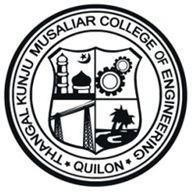 THANGAL KUNJU MUSALIAR COLLEGE OF ENGINEERING
QUILON